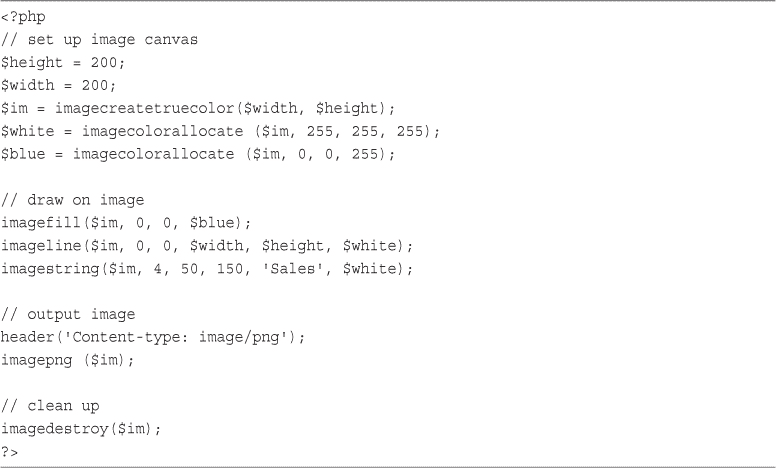 <?php
// set up image canvas
$height = 200;
$width = 200;
$im = imagecreatetruecolor($width, $height);
$white = imagecolorallocate ($im, 255, 255, 255);
$blue = imagecolorallocate ($im, 0, 0, 255);

// draw on image
imagefill($im, 0, 0, $blue);
imageline($im, 0, 0, $width, $height, $white);
imagestring($im, 4, 50, 150, 'Sales', $white);

// output image
header('Content-type: image/png');
imagepng ($im);

// clean up
imagedestroy($im);
?>